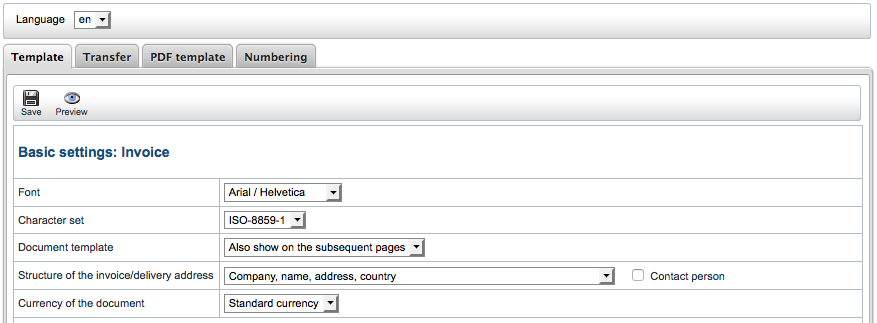 Language en
Template Transfer PDF template Numbering
Save Preview
Basic settings: Invoice
Font Arial / Helvetica
Character set ISO-8859-1
Document template Also show on the subsequent pages
Structure of the invoice/delivery address Company, name, address, country Contact person
Currency of the document Standard currency